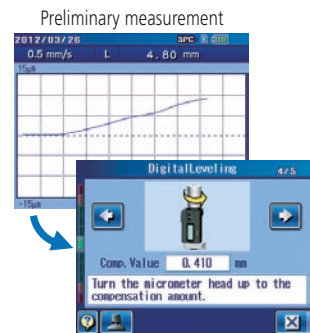 Preliminary measurement
2012/03/26 SPC
0.5 mm/s L 4.80 mm
15μm
-15μm
DigitalLeveling 4/5
Comp. Value 0.410 mm
Turn the micrometer head up to the
compensation amount.